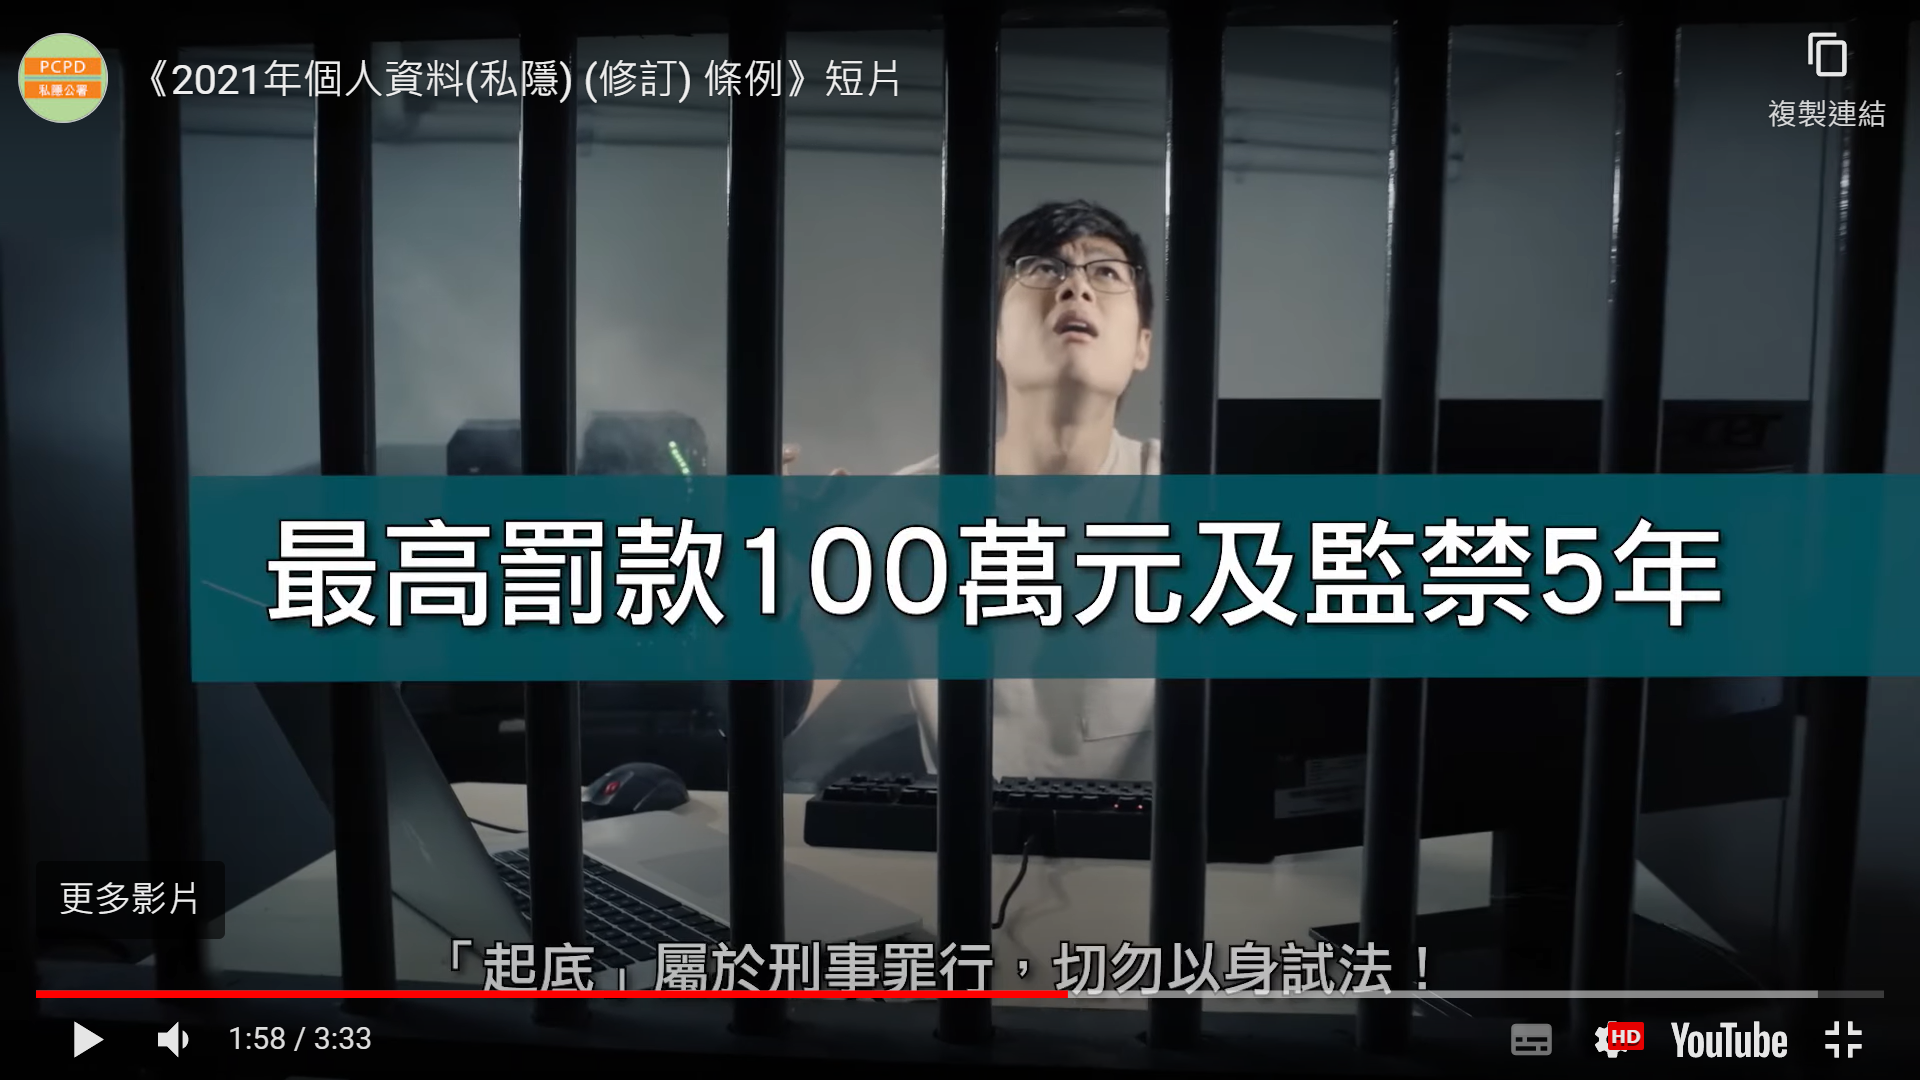 PCPD
私隱公署
《2021年個人資料(私隱) (修訂) 條例》短片
複製連結
最高罰款100萬元及監禁5年
更多影片
「起底」屬於刑事罪行，切勿以身試法！
1:58 / 3:33
HD
YouTube